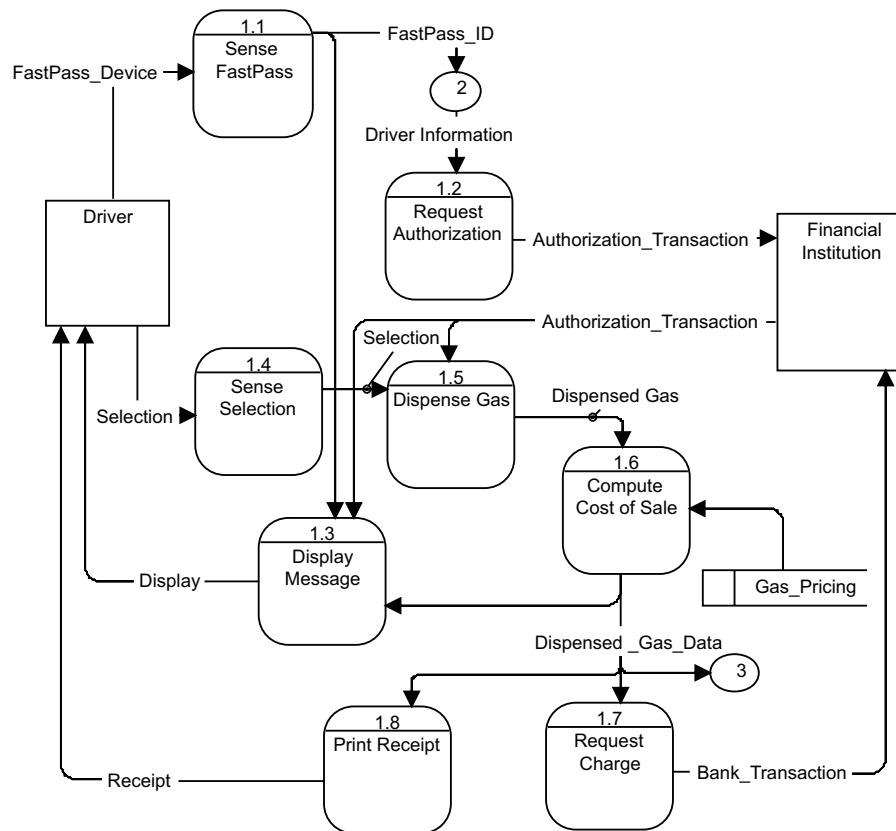 1.1
Sense
FastPass
FastPass_ID
FastPass_Device
2
Driver Information
1.2
Request
Authorization
Driver
Financial
Institution
Authorization_Transaction
Authorization_Transaction
Selection
1.4
Sense
Selection
1.5
Dispense Gas
Dispensed Gas
Selection
1.6
Compute
Cost of Sale
1.3
Display
Message
Display
Gas_Pricing
Dispensed _Gas_Data
3
1.8
Print Receipt
1.7
Request
Charge
Receipt
Bank_Transaction